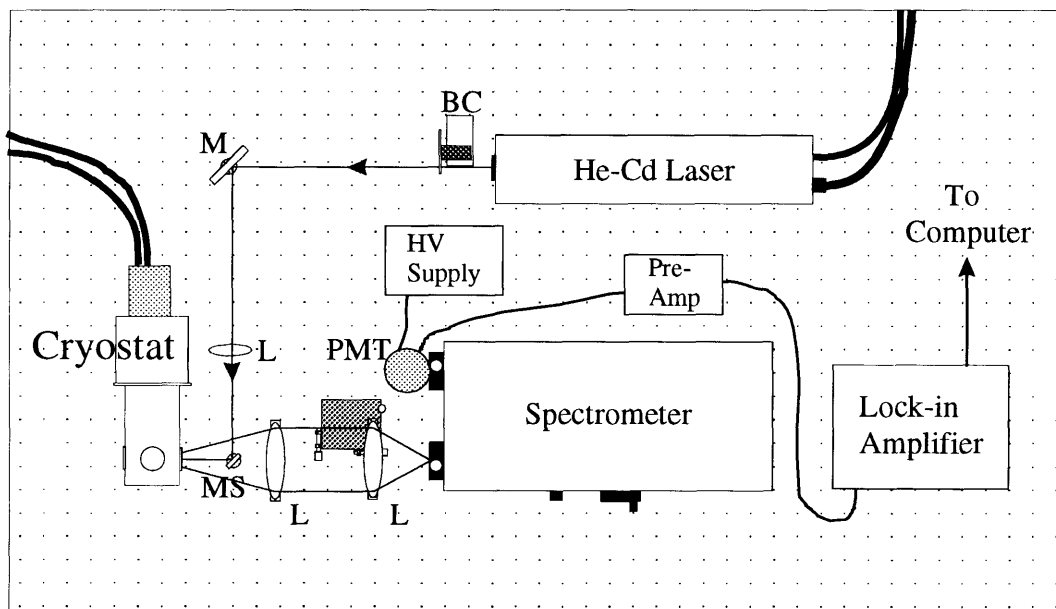 BC
M
He-Cd Laser
To
Computer
HV
Supply
Pre-
Amp
Cryostat
L
PMT
Spectrometer
Lock-in
Amplifier
MS
L
L